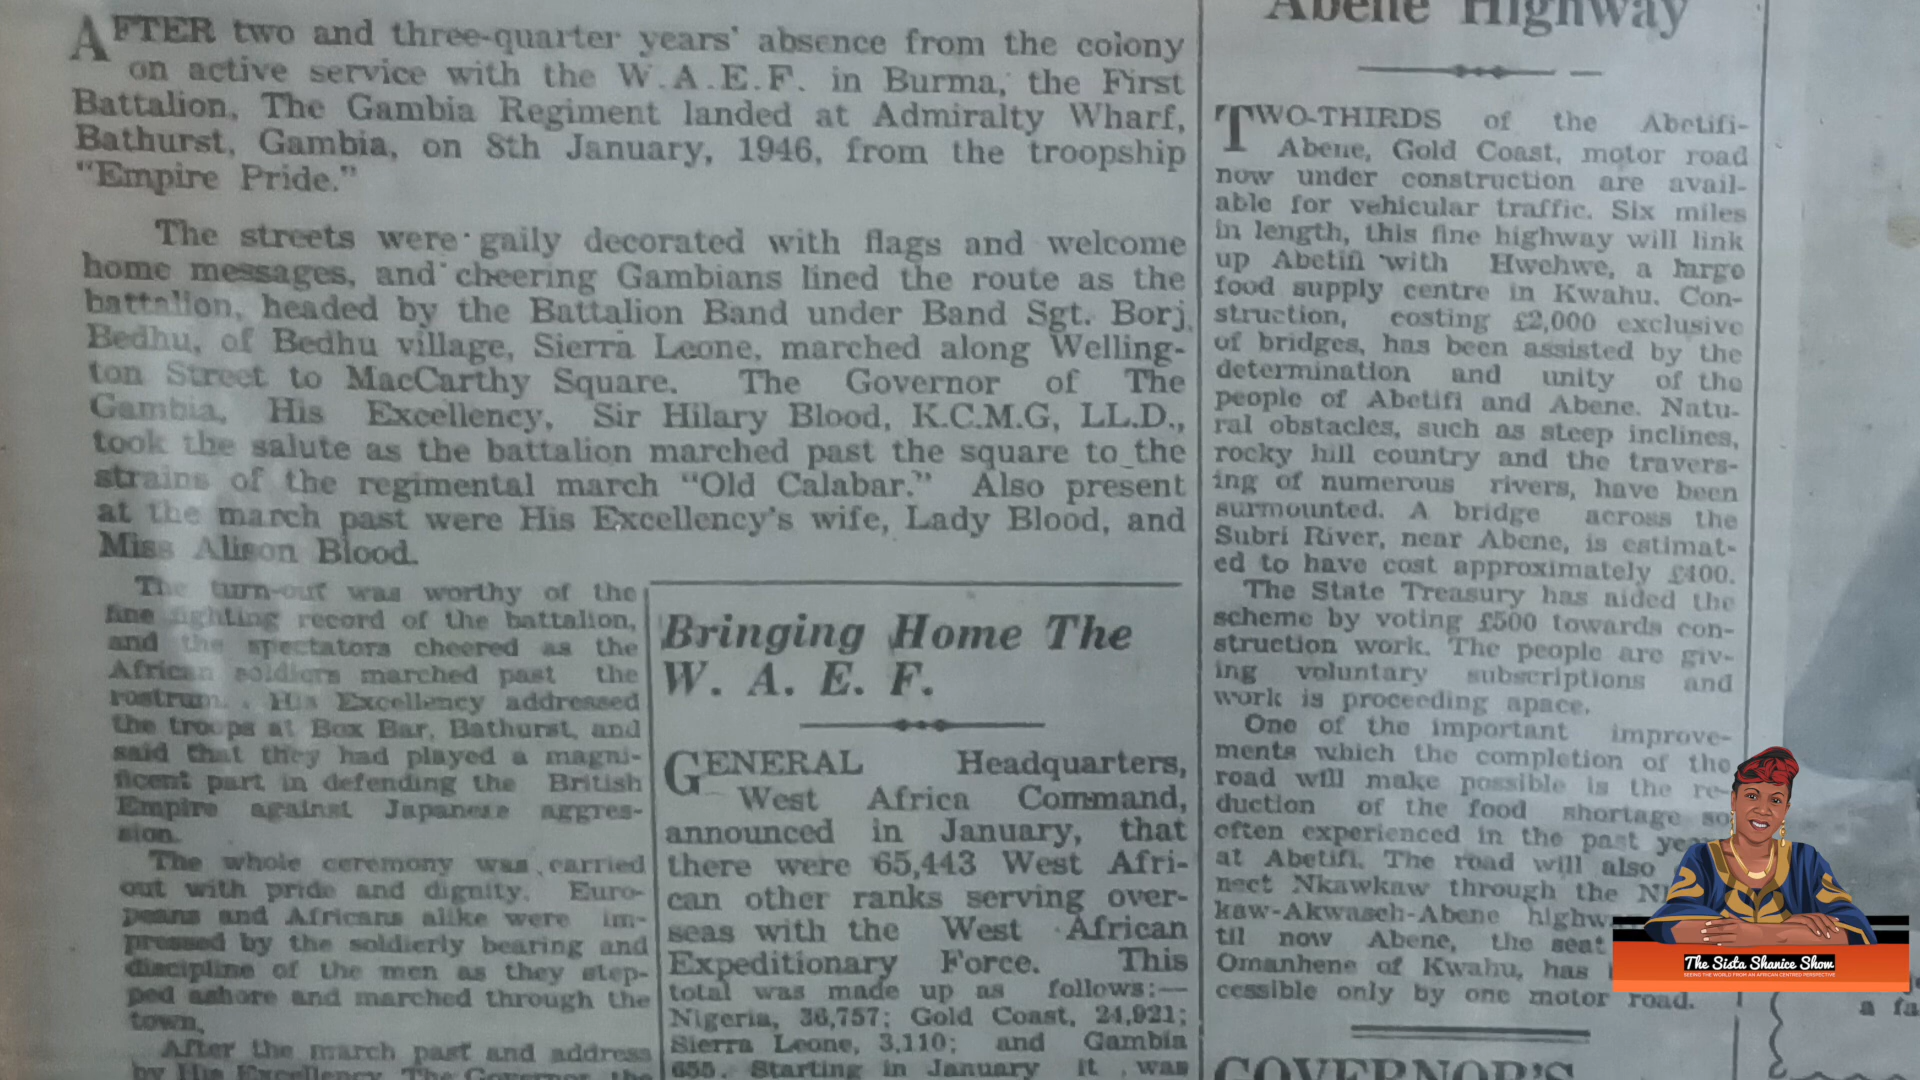 AFTER two and three-quarter years' absence from the colony
on active service with the W.A.E.F. in Burma, the First
Battalion, The Gambia Regiment landed at Admiralty Wharf,
Bathurst, Gambia, on 8th January, 1946, from the troopship
"Empire Pride."
The streets were gaily decorated with flags and welcome
home messages, and cheering Gambians lined the route as the
battalion, headed by the Battalion Band under Band Sgt. Borj
Bedhu, of Bedhu village, Sierra Leone, marched along Welling-
ton Street to MacCarthy Square. The Governor of The
Gambia, His Excellency, Sir Hilary Blood, K.C.M.G, LL.D.,
took the salute as the battalion marched past the square to the
strains of the regimental march "Old Calabar." Also present
at the march past were His Excellency's wife, Lady Blood, and
Miss Alison Blood.
The turn-out was worthy of the
fine fighting record of the battalion,
and the spectators cheered as the
African soldiers marched past the
rostrum. His Excellency addressed
the troops at Box Bar, Bathurst, and
said that they had played a magni-
ficent part in defending the British
Empire against Japanese aggres-
sion.
The whole ceremony was carried
out with pride and dignity. Euro-
peans and Africans alike were im-
pressed by the soldierly bearing and
discipline of the men as they step-
ped ashore and marched through the
town.
After the march past and address
by His Excellency, The Governor, the
Bringing Home The
W. A. E. F.
GENERAL Headquarters,
West Africa Command,
announced in January, that
there were 65,443 West Afri-
can other ranks serving over-
seas with the West African
Expeditionary Force. This
total was made up as follows:—
Nigeria, 36,757; Gold Coast, 24,921;
Sierra Leone, 3,110; and Gambia
655. Starting in January it was
Abene Highway
TWO-THIRDS of the Abetifi-
Abene, Gold Coast, motor road
now under construction are avail-
able for vehicular traffic. Six miles
in length, this fine highway will link
up Abetifi with Hwehwe, a large
food supply centre in Kwahu. Con-
struction, costing £2,000 exclusive
of bridges, has been assisted by the
determination and unity of the
people of Abetifi and Abene. Natu-
ral obstacles, such as steep inclines,
rocky hill country and the travers-
ing of numerous rivers, have been
surmounted. A bridge across the
Subri River, near Abene, is estimat-
ed to have cost approximately £400.
The State Treasury has aided the
scheme by voting £500 towards con-
struction work. The people are giv-
ing voluntary subscriptions and
work is proceeding apace.
One of the important improve-
ments which the completion of the
road will make possible is the re-
duction of the food shortage so
often experienced in the past
at Abetifi. The road will also
nect Nkawkaw through the
kaw-Akwaseh-Abene
til now Abene, the seat
Omanhene of Kwahu, has
cessible only by one motor road.
GOVERNOR'S
a fa
The Sista Shanice Show
SEEING THE WORLD FROM AN AFRICAN CENTRED PERSPECTIVE